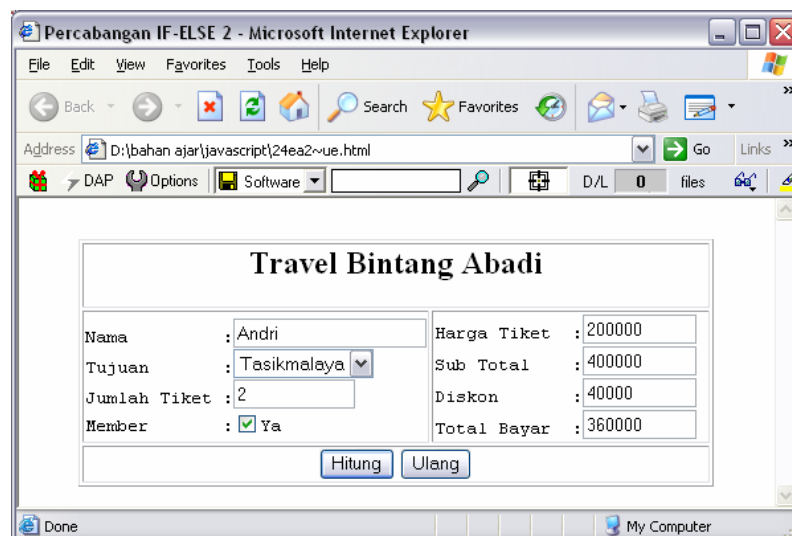 Percabangan IF-ELSE 2 - Microsoft Internet Explorer
File Edit View Favorites Tools Help
Back Search Favorites
Address D:\bahan ajar\javascript\24ea2~ue.html Go Links
DAP Options Software D/L 0 files
Travel Bintang Abadi
Nama : Andri
Tujuan : Tasikmalaya
Jumlah Tiket : 2
Member : Ya
Harga Tiket : 200000
Sub Total : 400000
Diskon : 40000
Total Bayar : 360000
Hitung Ulang
Done My Computer